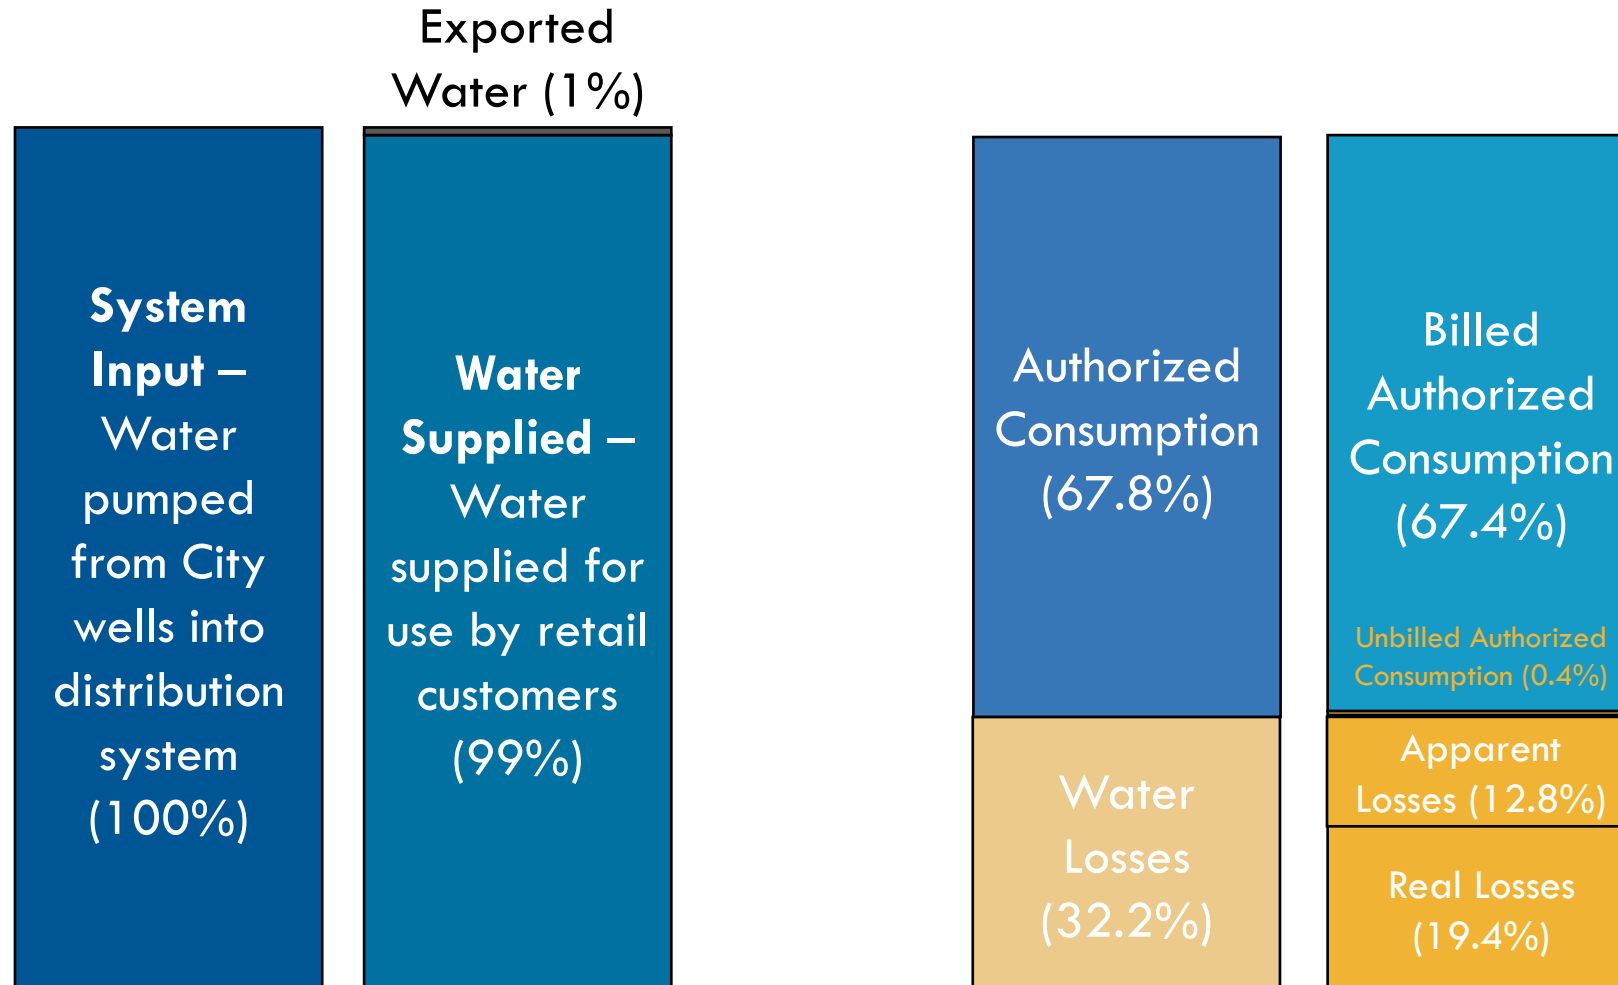 Exported
Water (1%)
System
Input –
Water
pumped
from City
wells into
distribution
system
(100%)
Water
Supplied –
Water
supplied for
use by retail
customers
(99%)
Authorized
Consumption
(67.8%)
Water
Losses
(32.2%)
Billed
Authorized
Consumption
(67.4%)
Unbilled Authorized
Consumption (0.4%)
Apparent
Losses (12.8%)
Real Losses
(19.4%)